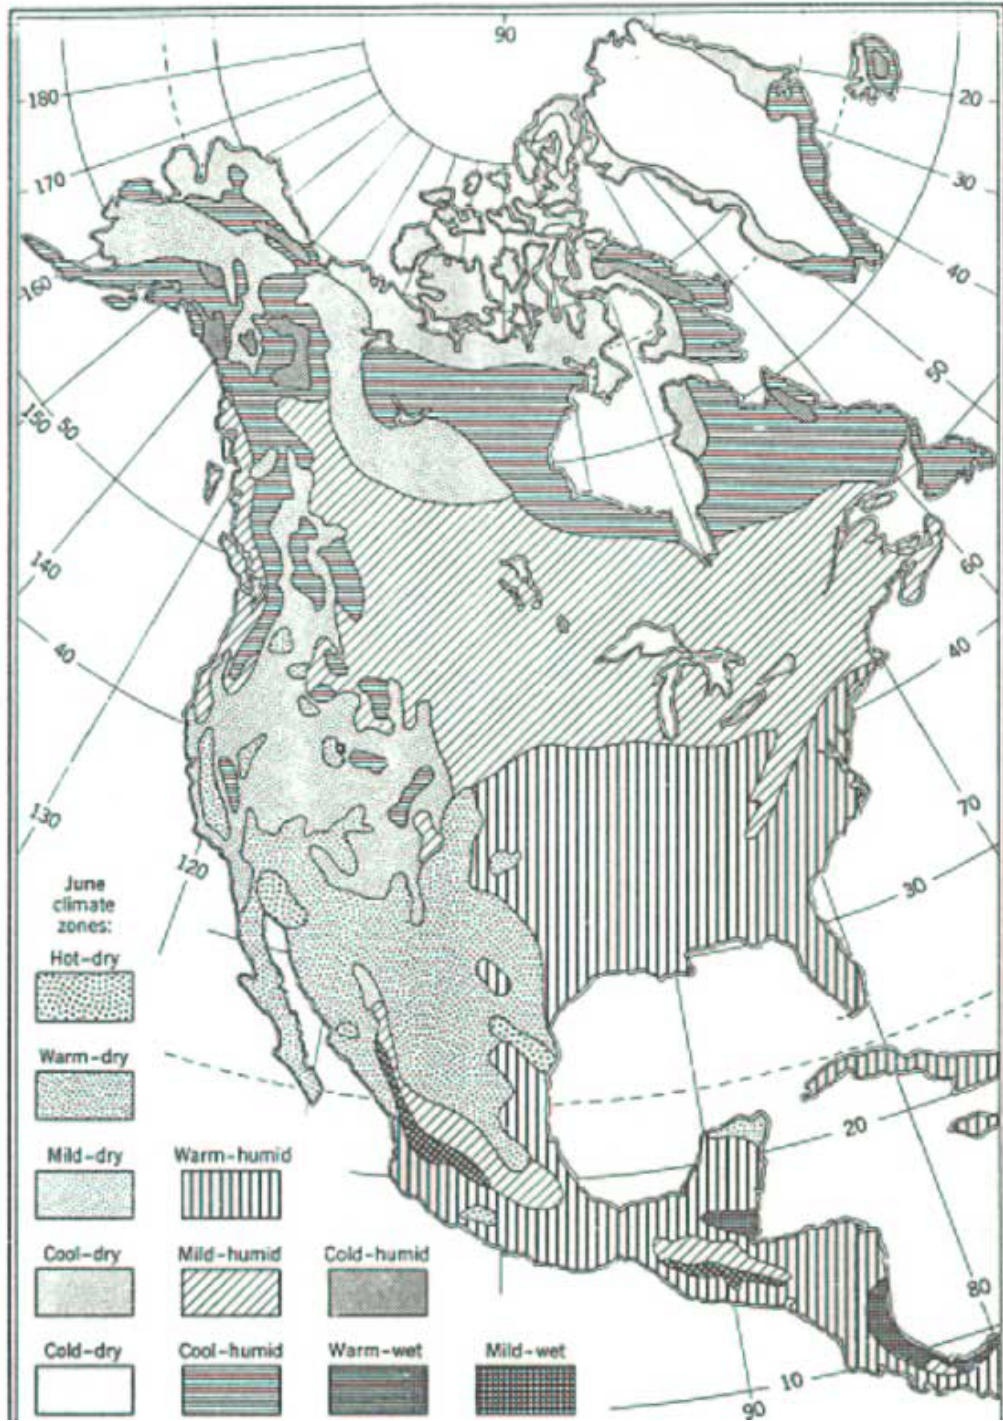 90
180
170
160
150
50
140
40
130
120
20
30
40
50
60
40
70
30
20
80
10
90
June
climate
zones:
Hot-dry
Warm-dry
Mild-dry Warm-humid
Cool-dry Mild-humid Cold-humid
Cold-dry Cool-humid Warm-wet Mild-wet